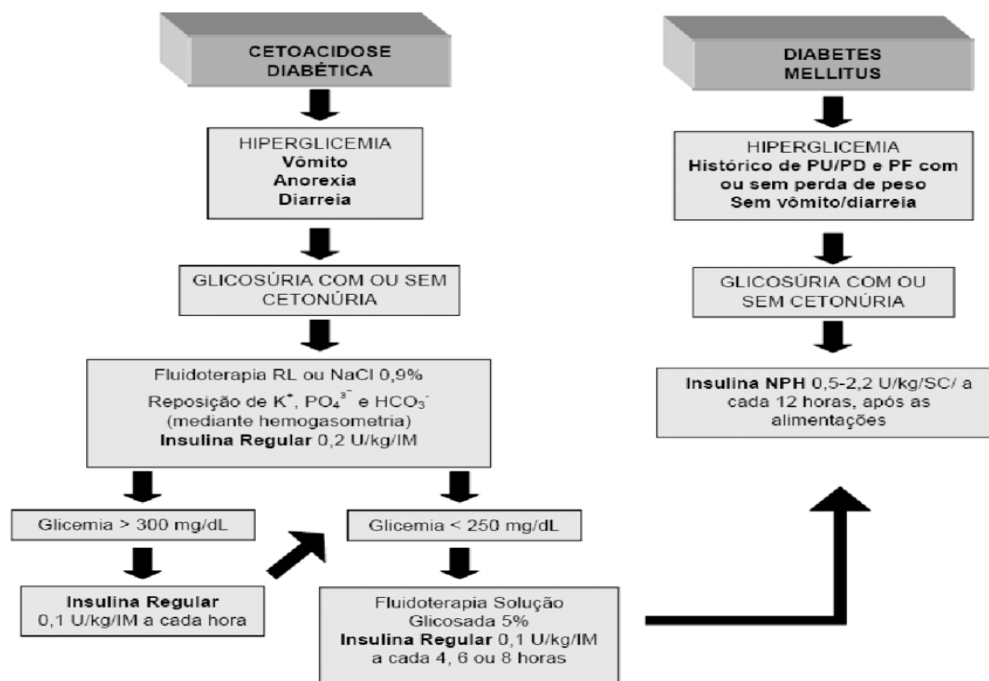 CETOACIDOSE
DIABÉTICA
HIPERGLICEMIA
Vômito
Anorexia
Diarreia
GLICOSÚRIA COM OU SEM
CETONÚRIA
Fluidoterapia RL ou NaCl 0,9%
Reposição de K⁺, PO₄³⁻ e HCO₃⁻
(mediante hemogasometria)
Insulina Regular 0,2 U/kg/IM
Glicemia > 300 mg/dL
Glicemia < 250 mg/dL
Insulina Regular
0,1 U/kg/IM a cada hora
Fluidoterapia Solução
Glicosada 5%
Insulina Regular 0,1 U/kg/IM
a cada 4, 6 ou 8 horas
DIABETES
MELLITUS
HIPERGLICEMIA
Histórico de PU/PD e PF com
ou sem perda de peso
Sem vômito/diarreia
GLICOSÚRIA COM OU
SEM CETONÚRIA
Insulina NPH 0,5-2,2 U/kg/SC/ a
cada 12 horas, após as
alimentações